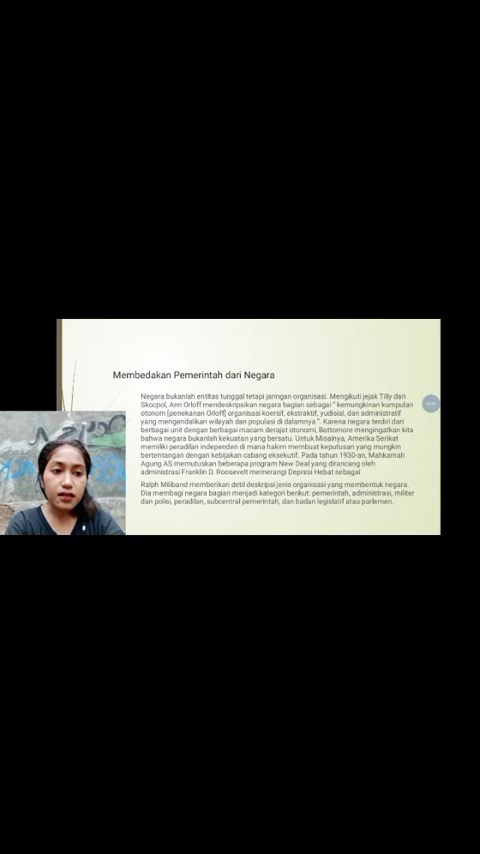 Membedakan Pemerintah dari Negara
Negara bukanlah entitas tunggal tetapi jaringan organisasi. Mengikuti jejak Tilly dan
Skocpol, Ann Orloff mendeskripsikan negara bagian sebagai " kemungkinan kumpulan
otonom [penekanan Orloff] organisasi koersif, ekstraktif, yudisial, dan administratif
yang mengendalikan wilayah dan populasi di dalamnya ". Karena negara terdiri dari
berbagai unit dengan berbagai macam derajat otonomi, Bottomore mengingatkan kita
bahwa negara bukanlah kekuatan yang bersatu. Untuk Misalnya, Amerika Serikat
memiliki peradilan independen di mana hakim membuat keputusan yang mungkin
bertentangan dengan kebijakan cabang eksekutif. Pada tahun 1930-an, Mahkamah
Agung AS memutuskan beberapa program New Deal yang dirancang oleh
administrasi Franklin D. Roosevelt memerangi Depresi Hebat sebagai
Ralph Miliband memberikan detil deskripsi jenis organisasi yang membentuk negara.
Dia membagi negara bagian menjadi kategori berikut: pemerintah, administrasi, militer
dan polisi, peradilan, subcentral pemerintah, dan badan legislatif atau parlemen.